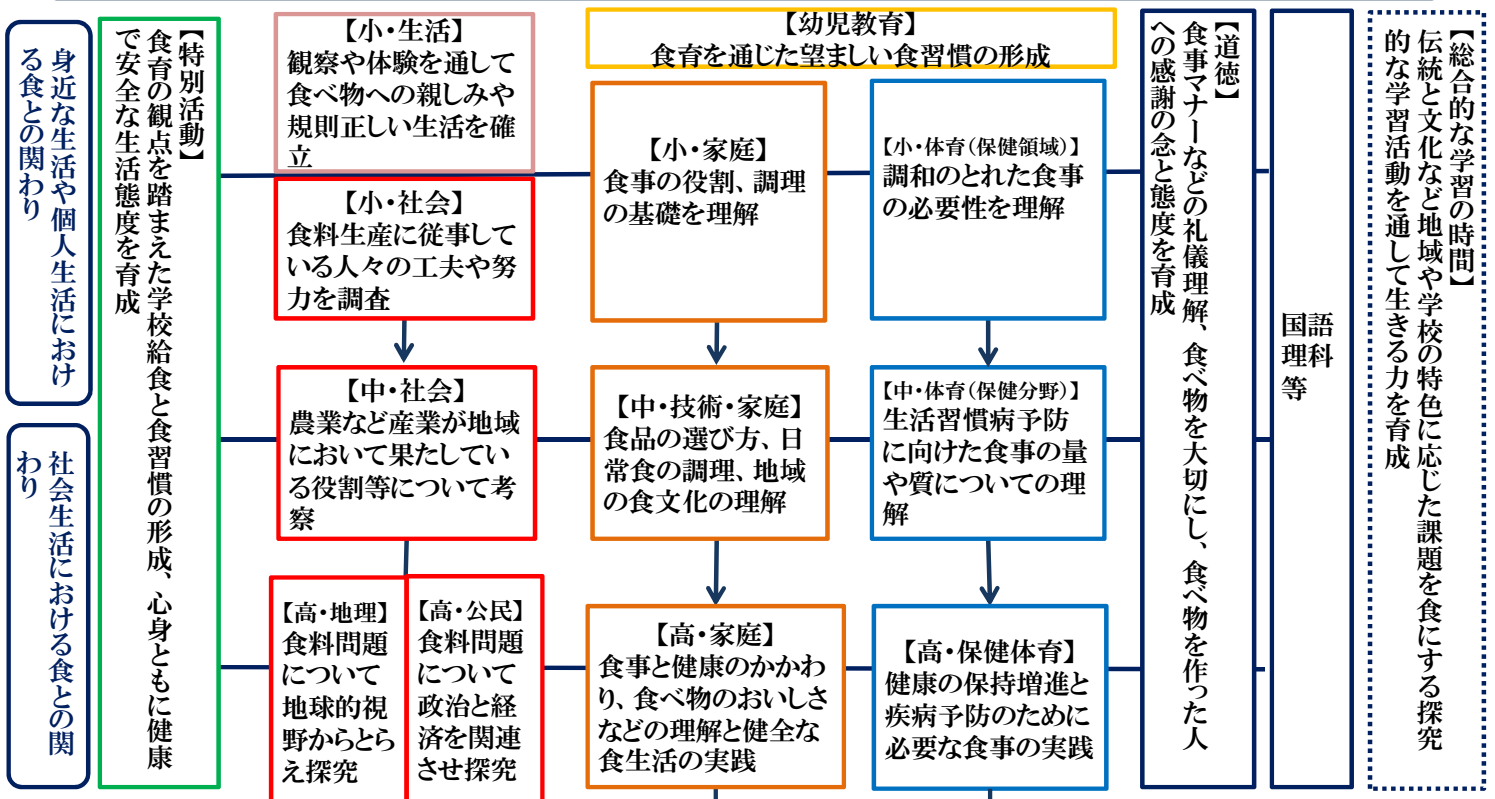 身近な生活や個人生活におけ
る食との関わり
社会生活における食との関
わり
【特別活動】
食育の観点を踏まえた学校給食と食習慣の形成、心身ともに健康
で安全な生活態度を育成
【小・生活】
観察や体験を通して
食べ物への親しみや
規則正しい生活を確
立
【幼児教育】
食育を通じた望ましい食習慣の形成
【小・社会】
食料生産に従事して
いる人々の工夫や努
力を調査
【小・家庭】
食事の役割、調理
の基礎を理解
【小・体育(保健領域)】
調和のとれた食事
の必要性を理解
【中・社会】
農業など産業が地域
において果たしてい
る役割等について考
察
【中・技術・家庭】
食品の選び方、日
常食の調理、地域
の食文化の理解
【中・体育(保健分野)】
生活習慣病予防
に向けた食事の量
や質についての理
解
【高・地理】
食料問題
について
地球的視
野からとら
え探究
【高・公民】
食料問題
について
政治と経
済を関連
させ探究
【高・家庭】
食事と健康のかかわ
り、食べ物のおいしさ
などの理解と健全な
食生活の実践
【高・保健体育】
健康の保持増進と
疾病予防のために
必要な食事の実践
【道徳】
食事マナーなどの礼儀理解、食べ物を大切にし、食べ物を作った人
への感謝の念と態度を育成
国語
理科
等
【総合的な学習の時間】
伝統と文化など地域や学校の特色に応じた課題を食にする探究
的な学習活動を通して生きる力を育成